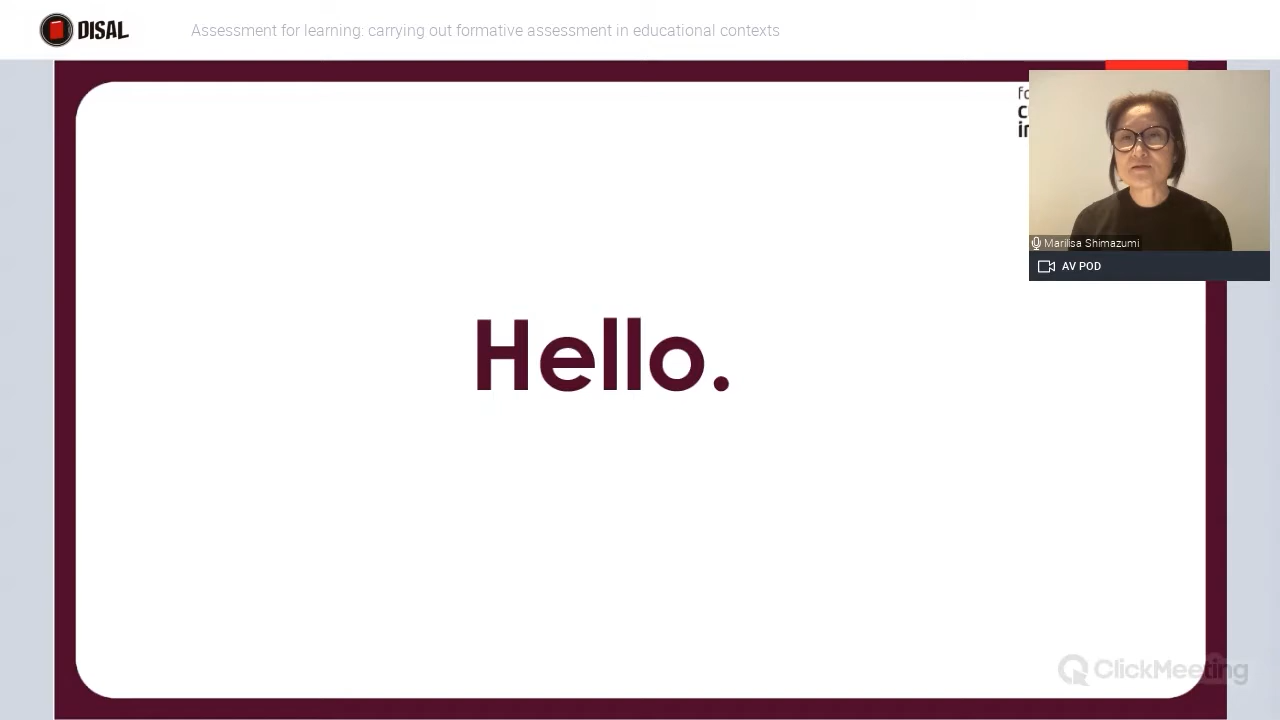 DISAL
Assessment for learning: carrying out formative assessment in educational contexts
Hello.
Marilisa Shimazumi
AV POD
ClickMeeting